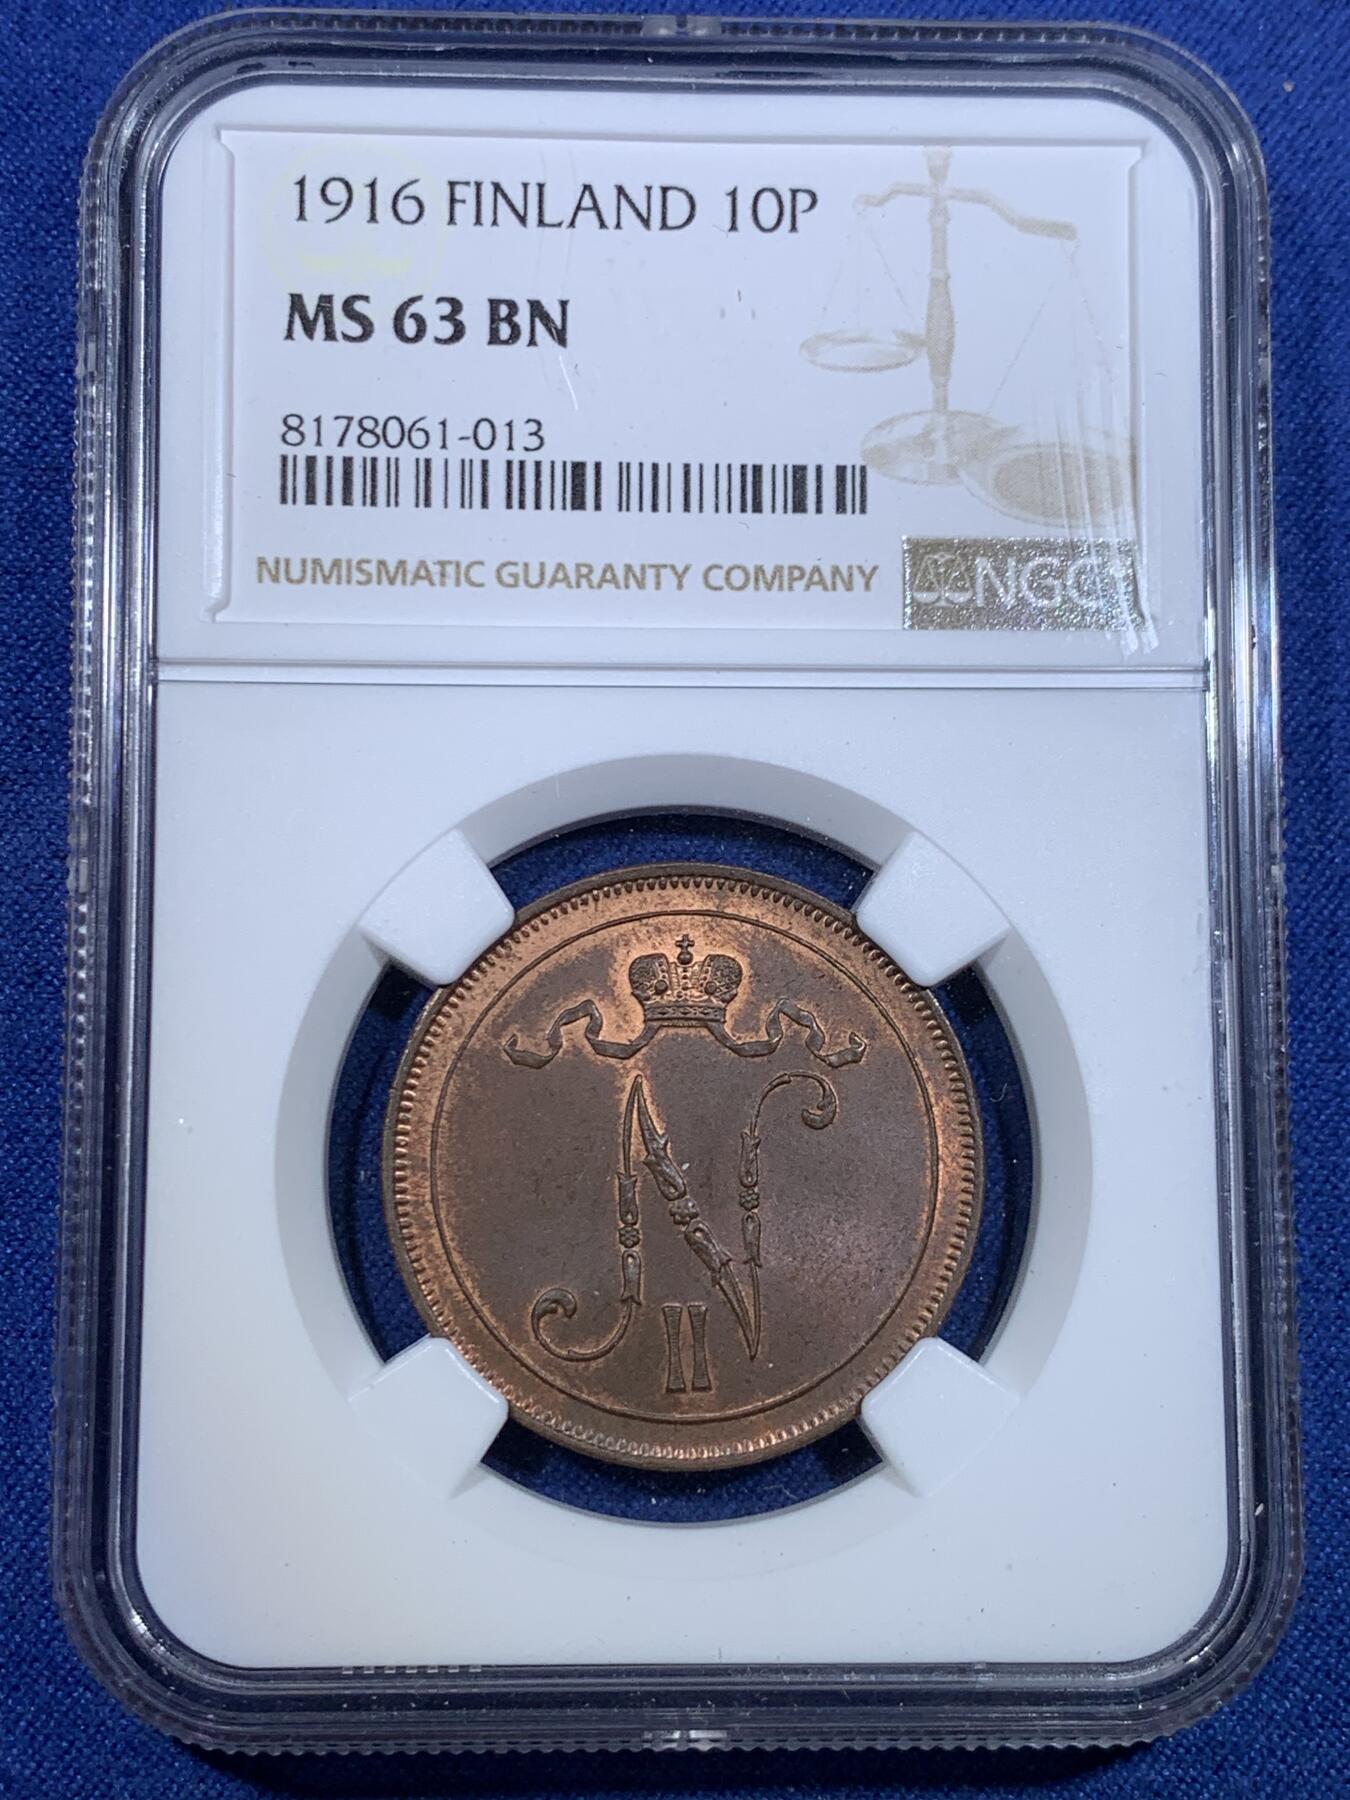 1916 FINLAND 10P
MS 63 BN
8178061-013
NUMISMATIC GUARANTY COMPANY
NGC
N
II